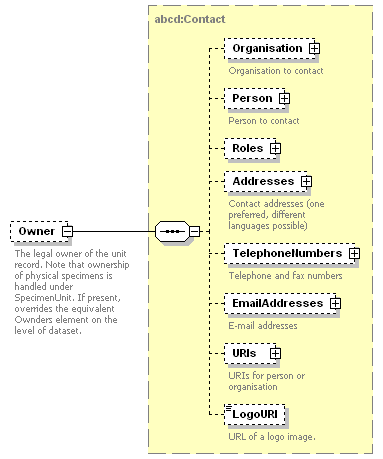 abcd:Contact
Organisation
Organisation to contact
Person
Person to contact
Roles
Addresses
Contact addresses (one
preferred, different
languages possible)
Owner
The legal owner of the unit
record. Note that ownership
of physical specimens is
handled under
SpecimenUnit. If present,
overrides the equivalent
Ownders element on the
level of dataset.
TelephoneNumbers
Telephone and fax numbers
EmailAddresses
E-mail addresses
URIs
URIs for person or
organisation
LogoURI
URL of a logo image.